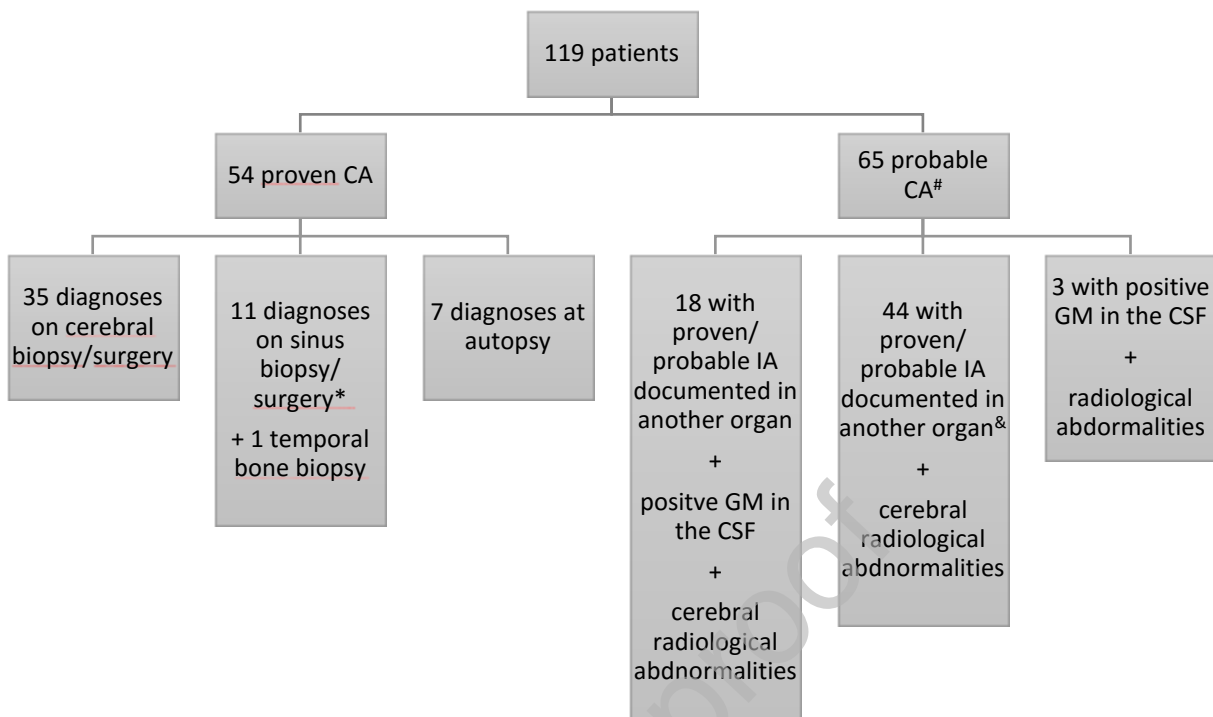 119 patients
54 proven CA
65 probable
CA#
35 diagnoses
on cerebral
biopsy/surgery
11 diagnoses
on sinus
biopsy/
surgery*
+ 1 temporal
bone biopsy
7 diagnoses at
autopsy
18 with
proven/
probable IA
documented in
another organ
+
positve GM in
the CSF
+
cerebral
radiological
abdnormalities
44 with
proven/
probable IA
documented in
another organ&
+
cerebral
radiological
abdnormalities
3 with positive
GM in the CSF
+
radiological
abdormalities
proof